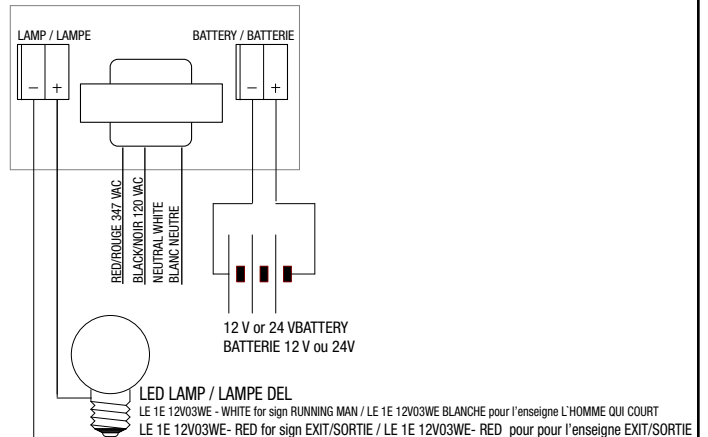 LAMP / LAMPE
BATTERY / BATTERIE
– +
– +
RED/ROUGE 347 VAC
BLACK/NOIR 120 VAC
NEUTRAL WHITE
BLANC NEUTRE
12 V or 24 VBATTERY
BATTERIE 12 V ou 24V
LED LAMP / LAMPE DEL
LE 1E 12V03WE - WHITE for sign RUNNING MAN / LE 1E 12V03WE BLANCHE pour l'enseigne L`HOMME QUI COURT
LE 1E 12V03WE- RED for sign EXIT/SORTIE / LE 1E 12V03WE- RED pour pour l'enseigne EXIT/SORTIE